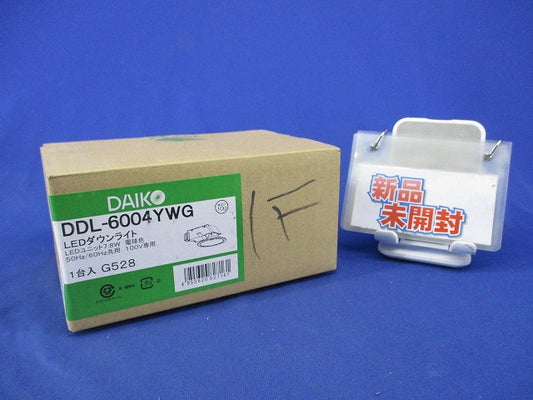 DAIKO
DDL-6004YWG
LEDダウンライト
LEDユニット7.8W 電球色
50Hz/60Hz共用 100V専用
1台入 G528
1F
新品
未開封